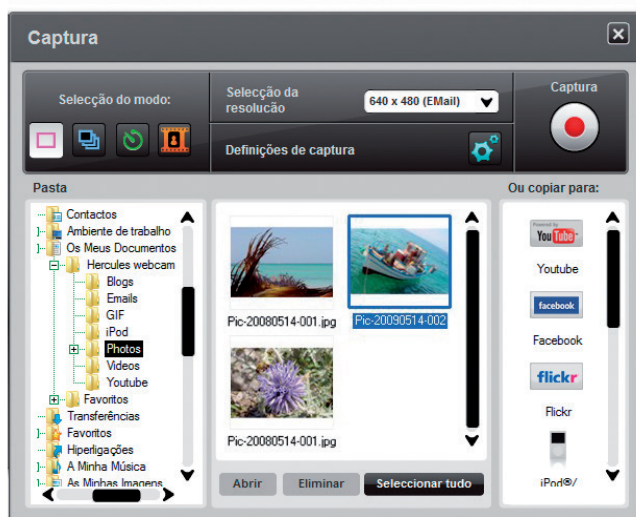 Captura
Selecção do modo:
Selecção da
resolucão
640 x 480 (EMail)
Definições de captura
Captura
Pasta
Contactos
Ambiente de trabalho
Os Meus Documentos
Hercules webcam
Blogs
Emails
GIF
iPod
Photos
Videos
Youtube
Favoritos
Transferências
Favoritos
Hiperligações
A Minha Música
As Minhas Imagens
Pic-20080514-001.jpg
Pic-20090514-002
Pic-20080514-001.jpg
Abrir
Eliminar
Seleccionar tudo
Ou copiar para:
Powered by
YouTube
Youtube
facebook
Facebook
flickr
Flickr
iPod®/